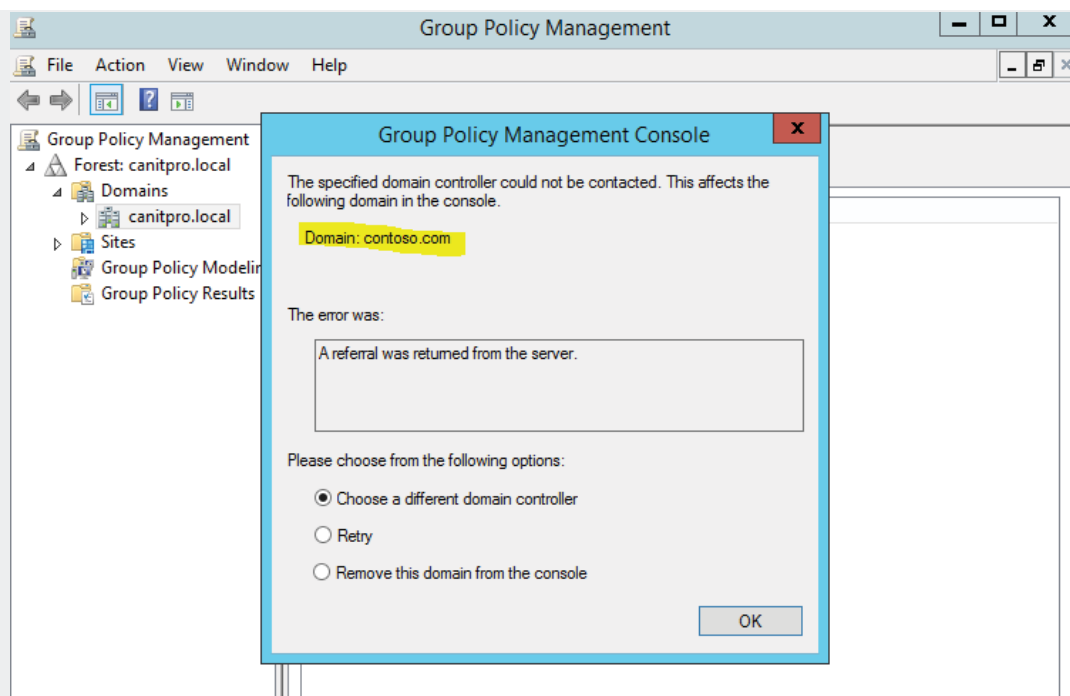 Group Policy Management
File Action View Window Help
Group Policy Management
Forest: canitpro.local
Domains
canitpro.local
Sites
Group Policy Modelin
Group Policy Results
Group Policy Management Console
x
The specified domain controller could not be contacted. This affects the
following domain in the console.
Domain: contoso.com
The error was:
A referral was returned from the server.
Please choose from the following options:
Choose a different domain controller
Retry
Remove this domain from the console
OK